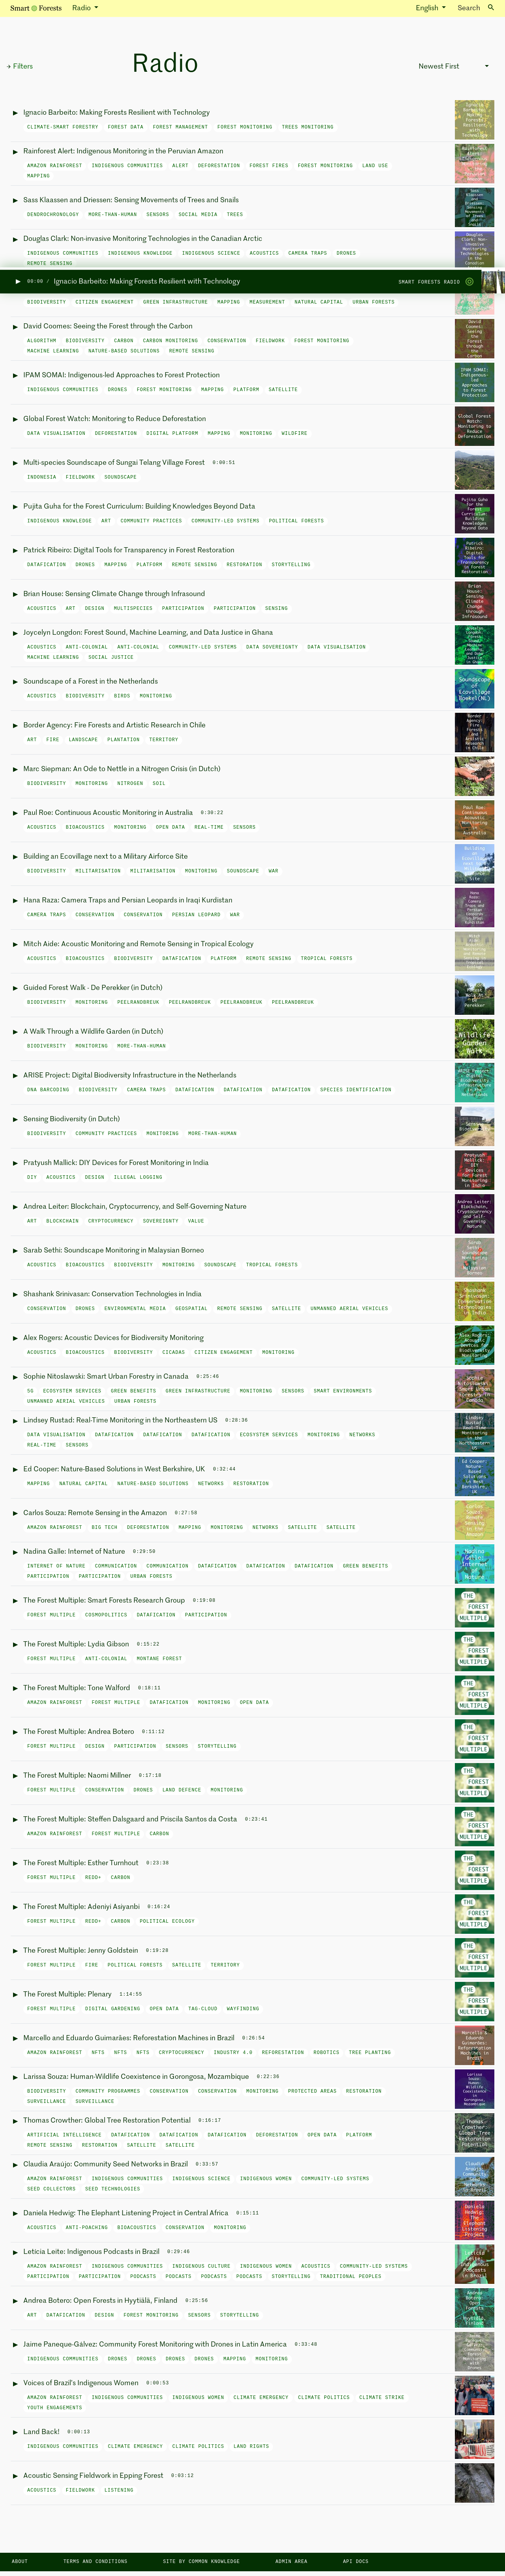 Smart Forests Radio English Search
Filters Radio Newest First
Ignacio Barbeito: Making Forests Resilient with Technology
CLIMATE-SMART FORESTRY FOREST DATA FOREST MANAGEMENT FOREST MONITORING TREES MONITORING
Rainforest Alert: Indigenous Monitoring in the Peruvian Amazon
AMAZON RAINFOREST INDIGENOUS COMMUNITIES ALERT DEFORESTATION FOREST FIRES FOREST MONITORING LAND USE
MAPPING
Sass Klaassen and Driessen: Sensing Movements of Trees and Snails
DENDROCHRONOLOGY MORE-THAN-HUMAN SENSORS SOCIAL MEDIA TREES
Douglas Clark: Non-invasive Monitoring Technologies in the Canadian Arctic
INDIGENOUS COMMUNITIES INDIGENOUS KNOWLEDGE INDIGENOUS SCIENCE ACOUSTICS CAMERA TRAPS DRONES
REMOTE SENSING
00:00 / Ignacio Barbeito: Making Forests Resilient with Technology SMART FORESTS RADIO
BIODIVERSITY CITIZEN ENGAGEMENT GREEN INFRASTRUCTURE MAPPING MEASUREMENT NATURAL CAPITAL URBAN FORESTS
David Coomes: Seeing the Forest through the Carbon
ALGORITHM BIODIVERSITY CARBON CARBON MONITORING CONSERVATION FIELDWORK FOREST MONITORING
MACHINE LEARNING NATURE-BASED SOLUTIONS REMOTE SENSING
IPAM SOMAI: Indigenous-led Approaches to Forest Protection
INDIGENOUS COMMUNITIES DRONES FOREST MONITORING MAPPING PLATFORM SATELLITE
Global Forest Watch: Monitoring to Reduce Deforestation
DATA VISUALISATION DEFORESTATION DIGITAL PLATFORM MAPPING MONITORING WILDFIRE
Multi-species Soundscape of Sungai Telang Village Forest 0:00:51
INDONESIA FIELDWORK SOUNDSCAPE
Pujita Guha for the Forest Curriculum: Building Knowledges Beyond Data
INDIGENOUS KNOWLEDGE ART COMMUNITY PRACTICES COMMUNITY-LED SYSTEMS POLITICAL FORESTS
Patrick Ribeiro: Digital Tools for Transparency in Forest Restoration
DATAFICATION DRONES MAPPING PLATFORM REMOTE SENSING RESTORATION STORYTELLING
Brian House: Sensing Climate Change through Infrasound
ACOUSTICS ART DESIGN MULTISPECIES PARTICIPATION PARTICIPATION SENSING
Joycelyn Longdon: Forest Sound, Machine Learning, and Data Justice in Ghana
ACOUSTICS ANTI-COLONIAL ANTI-COLONIAL COMMUNITY-LED SYSTEMS DATA SOVEREIGNTY DATA VISUALISATION
MACHINE LEARNING SOCIAL JUSTICE
Soundscape of a Forest in the Netherlands
ACOUSTICS BIODIVERSITY BIRDS MONITORING
Border Agency: Fire Forests and Artistic Research in Chile
ART FIRE LANDSCAPE PLANTATION TERRITORY
Marc Siepman: An Ode to Nettle in a Nitrogen Crisis (in Dutch)
BIODIVERSITY MONITORING NITROGEN SOIL
Paul Roe: Continuous Acoustic Monitoring in Australia 0:30:22
ACOUSTICS BIOACOUSTICS MONITORING OPEN DATA REAL-TIME SENSORS
Building an Ecovillage next to a Military Airforce Site
BIODIVERSITY MILITARISATION MILITARISATION MONITORING SOUNDSCAPE WAR
Hana Raza: Camera Traps and Persian Leopards in Iraqi Kurdistan
CAMERA TRAPS CONSERVATION CONSERVATION PERSIAN LEOPARD WAR
Mitch Aide: Acoustic Monitoring and Remote Sensing in Tropical Ecology
ACOUSTICS BIOACOUSTICS BIODIVERSITY DATAFICATION PLATFORM REMOTE SENSING TROPICAL FORESTS
Guided Forest Walk - De Perekker (in Dutch)
BIODIVERSITY MONITORING PEELRANDBREUK PEELRANDBREUK PEELRANDBREUK PEELRANDBREUK
A Walk Through a Wildlife Garden (in Dutch)
BIODIVERSITY MONITORING MORE-THAN-HUMAN
ARISE Project: Digital Biodiversity Infrastructure in the Netherlands
DNA BARCODING BIODIVERSITY CAMERA TRAPS DATAFICATION DATAFICATION DATAFICATION SPECIES IDENTIFICATION
Sensing Biodiversity (in Dutch)
BIODIVERSITY COMMUNITY PRACTICES MONITORING MORE-THAN-HUMAN
Pratyush Mallick: DIY Devices for Forest Monitoring in India
DIY ACOUSTICS DESIGN ILLEGAL LOGGING
Andrea Leiter: Blockchain, Cryptocurrency, and Self-Governing Nature
ART BLOCKCHAIN CRYPTOCURRENCY SOVEREIGNTY VALUE
Sarab Sethi: Soundscape Monitoring in Malaysian Borneo
ACOUSTICS BIOACOUSTICS BIODIVERSITY MONITORING SOUNDSCAPE TROPICAL FORESTS
Shashank Srinivasan: Conservation Technologies in India
CONSERVATION DRONES ENVIRONMENTAL MEDIA GEOSPATIAL REMOTE SENSING SATELLITE UNMANNED AERIAL VEHICLES
Alex Rogers: Acoustic Devices for Biodiversity Monitoring
ACOUSTICS BIOACOUSTICS BIODIVERSITY CICADAS CITIZEN ENGAGEMENT MONITORING
Sophie Nitoslawski: Smart Urban Forestry in Canada 0:25:46
5G ECOSYSTEM SERVICES GREEN BENEFITS GREEN INFRASTRUCTURE MONITORING SENSORS SMART ENVIRONMENTS
UNMANNED AERIAL VEHICLES URBAN FORESTS
Lindsey Rustad: Real-Time Monitoring in the Northeastern US 0:29:36
DATA VISUALISATION DATAFICATION DATAFICATION DATAFICATION ECOSYSTEM SERVICES MONITORING NETWORKS
REAL-TIME SENSORS
Ed Cooper: Nature-Based Solutions in West Berkshire, UK 0:32:44
MAPPING NATURAL CAPITAL NATURE-BASED SOLUTIONS NETWORKS RESTORATION
Carlos Souza: Remote Sensing in the Amazon 0:27:58
AMAZON RAINFOREST BIG TECH DEFORESTATION MAPPING MONITORING NETWORKS SATELLITE SATELLITE
Nadina Galle: Internet of Nature 0:29:50
INTERNET OF NATURE COMMUNICATION COMMUNICATION DATAFICATION DATAFICATION DATAFICATION GREEN BENEFITS
PARTICIPATION PARTICIPATION URBAN FORESTS
The Forest Multiple: Smart Forests Research Group 0:19:08
FOREST MULTIPLE COSMOPOLITICS DATAFICATION PARTICIPATION
The Forest Multiple: Lydia Gibson 0:15:22
FOREST MULTIPLE ANTI-COLONIAL MONTANE FOREST
The Forest Multiple: Tone Walford 0:18:11
AMAZON RAINFOREST FOREST MULTIPLE DATAFICATION MONITORING OPEN DATA
The Forest Multiple: Andrea Botero 0:11:12
FOREST MULTIPLE DESIGN PARTICIPATION SENSORS STORYTELLING
The Forest Multiple: Naomi Millner 0:17:18
FOREST MULTIPLE CONSERVATION DRONES LAND DEFENCE MONITORING
The Forest Multiple: Steffen Dalsgaard and Priscila Santos da Costa 0:23:41
AMAZON RAINFOREST FOREST MULTIPLE CARBON
The Forest Multiple: Esther Turnhout 0:23:38
FOREST MULTIPLE REDD+ CARBON
The Forest Multiple: Adeniyi Asiyanbi 0:16:24
FOREST MULTIPLE REDD+ CARBON POLITICAL ECOLOGY
The Forest Multiple: Jenny Goldstein 0:19:28
FOREST MULTIPLE FIRE POLITICAL FORESTS SATELLITE TERRITORY
The Forest Multiple: Plenary 1:14:55
FOREST MULTIPLE DIGITAL GARDENING OPEN DATA TAG-CLOUD WAYFINDING
Marcello and Eduardo Guimarães: Reforestation Machines in Brazil 0:26:54
AMAZON RAINFOREST NFTS NFTS NFTS CRYPTOCURRENCY INDUSTRY 4.0 REFORESTATION ROBOTICS TREE PLANTING
Larissa Souza: Human-Wildlife Coexistence in Gorongosa, Mozambique 0:22:36
BIODIVERSITY COMMUNITY PROGRAMMES CONSERVATION CONSERVATION MONITORING PROTECTED AREAS RESTORATION
SURVEILLANCE SURVEILLANCE
Thomas Crowther: Global Tree Restoration Potential 0:16:17
ARTIFICIAL INTELLIGENCE DATAFICATION DATAFICATION DATAFICATION DEFORESTATION OPEN DATA PLATFORM
REMOTE SENSING RESTORATION SATELLITE SATELLITE
Claudia Araújo: Community Seed Networks in Brazil 0:33:57
AMAZON RAINFOREST INDIGENOUS COMMUNITIES INDIGENOUS SCIENCE INDIGENOUS WOMEN COMMUNITY-LED SYSTEMS
SEED COLLECTORS SEED TECHNOLOGIES
Daniela Hedwig: The Elephant Listening Project in Central Africa 0:15:11
ACOUSTICS ANTI-POACHING BIOACOUSTICS CONSERVATION MONITORING
Letícia Leite: Indigenous Podcasts in Brazil 0:29:46
AMAZON RAINFOREST INDIGENOUS COMMUNITIES INDIGENOUS CULTURE INDIGENOUS WOMEN ACOUSTICS COMMUNITY-LED SYSTEMS
PARTICIPATION PARTICIPATION PODCASTS PODCASTS PODCASTS PODCASTS STORYTELLING TRADITIONAL PEOPLES
Andrea Botero: Open Forests in Hyytiälä, Finland 0:25:56
ART DATAFICATION DESIGN FOREST MONITORING SENSORS STORYTELLING
Jaime Paneque-Gálvez: Community Forest Monitoring with Drones in Latin America 0:33:48
INDIGENOUS COMMUNITIES DRONES DRONES DRONES DRONES MAPPING MONITORING
Voices of Brazil's Indigenous Women 0:08:53
AMAZON RAINFOREST INDIGENOUS COMMUNITIES INDIGENOUS WOMEN CLIMATE EMERGENCY CLIMATE POLITICS CLIMATE STRIKE
YOUTH ENGAGEMENTS
Land Back! 0:00:13
INDIGENOUS COMMUNITIES CLIMATE EMERGENCY CLIMATE POLITICS LAND RIGHTS
Acoustic Sensing Fieldwork in Epping Forest 0:03:12
ACOUSTICS FIELDWORK LISTENING
ABOUT TERMS AND CONDITIONS SITE BY COMMON KNOWLEDGE ADMIN AREA API DOCS